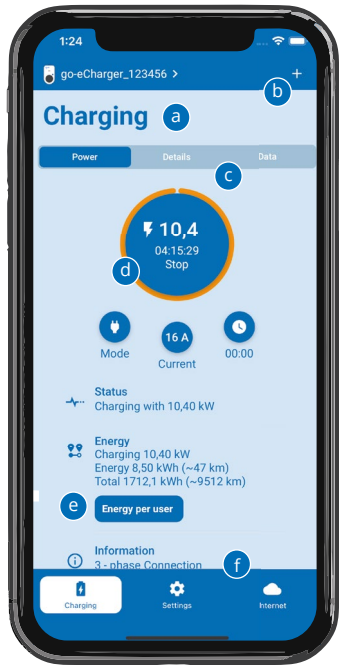 1:24
go-eCharger_123456 >
+
b
Charging
a
Power Details Data
c
10,4
04:15:29
Stop
d
Mode
16 A
Current
00:00
Status
Charging with 10,40 kW
Energy
Charging 10,40 kW
Energy 8,50 kWh (~47 km)
Total 1712,1 kWh (~9512 km)
e
Energy per user
Information
3 - phase Connection
f
Charging Settings Internet